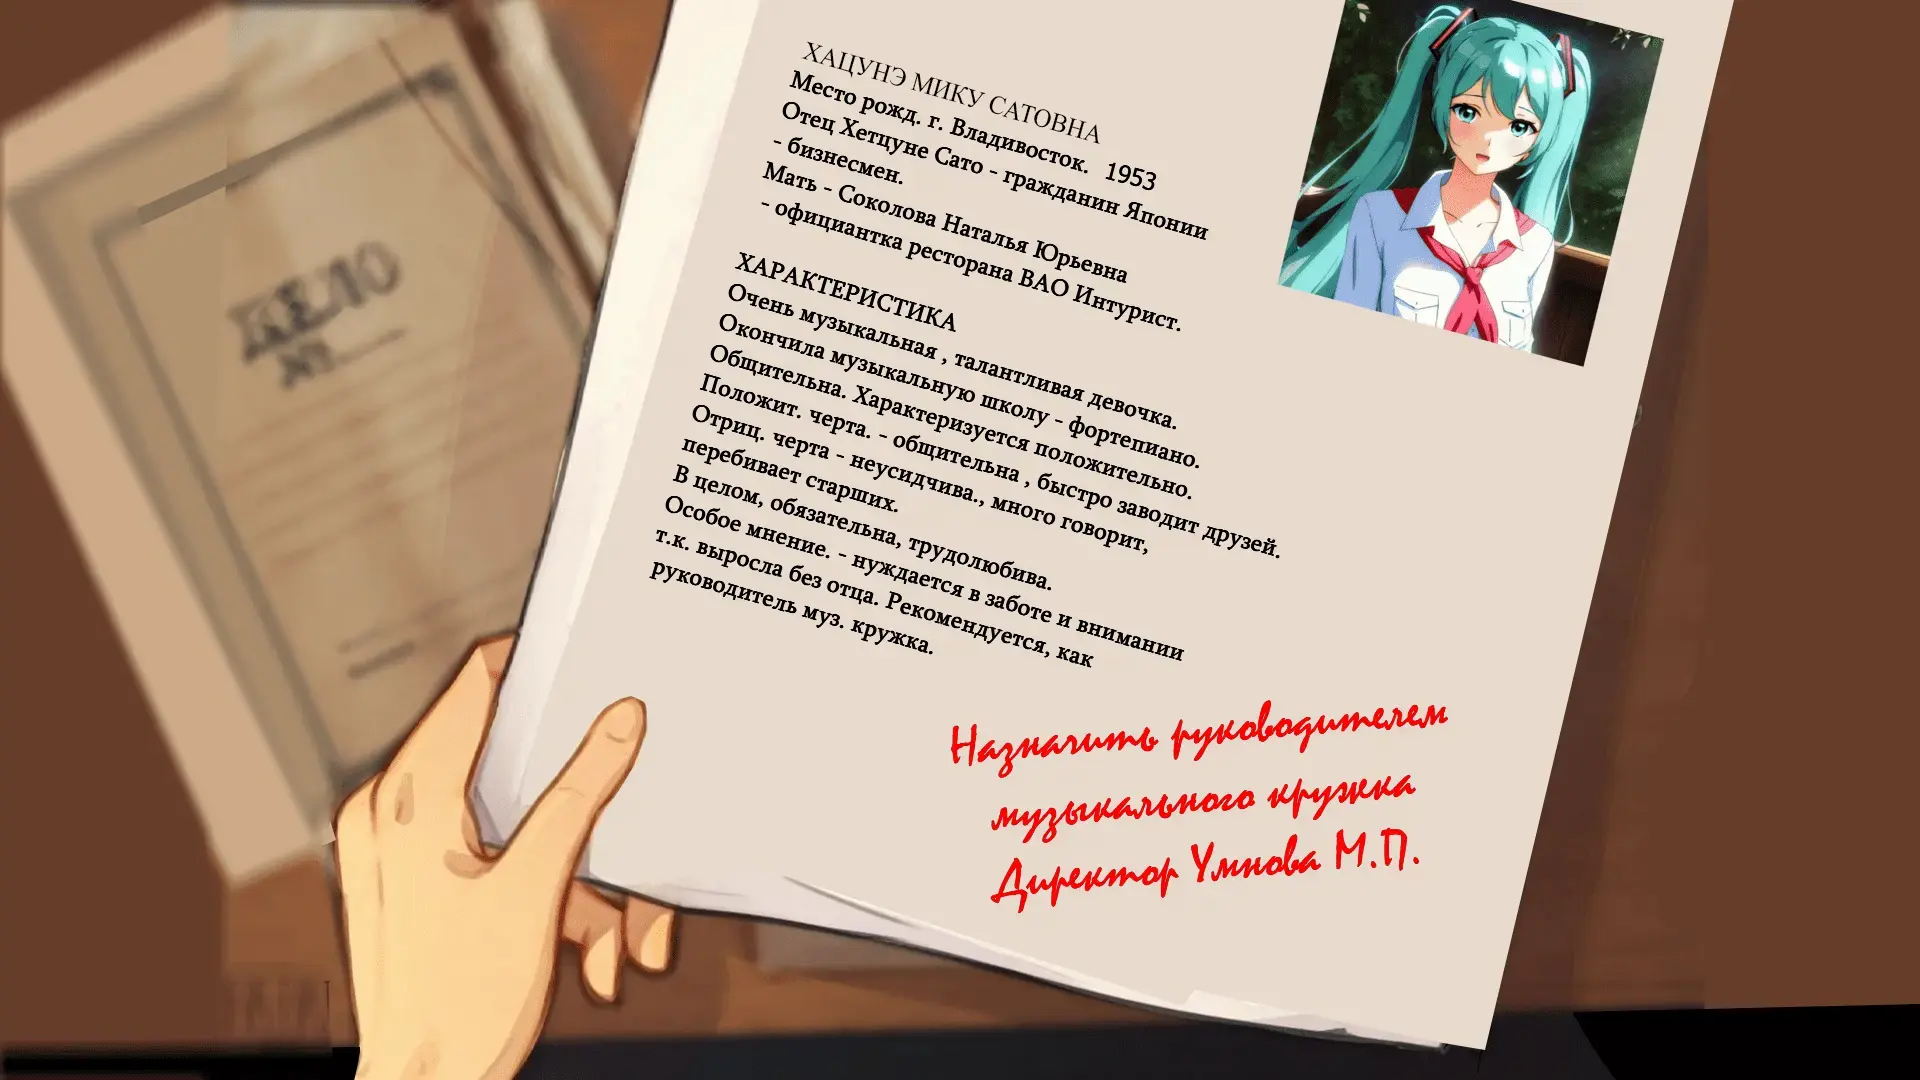 ДЕЛО
№
ХАЦУНЭ МИКУ САТОВНА
Место рожд. г. Владивосток. 1953
Отец Хетцуне Сато - гражданин Японии
- бизнесмен.
Мать - Соколова Наталья Юрьевна
- официантка ресторана ВАО Интурист.
ХАРАКТЕРИСТИКА
Очень музыкальная , талантливая девочка.
Окончила музыкальную школу - фортепиано.
Общительна. Характеризуется положительно.
Положит. черта. - общительна , быстро заводит друзей.
Отриц. черта - неусидчива., много говорит,
перебивает старших.
В целом, обязательна, трудолюбива.
Особое мнение. - нуждается в заботе и внимании
т.к. выросла без отца. Рекомендуется, как
руководитель муз. кружка.
Назначить руководителем
музыкального кружка
Директор Умнова М.П.